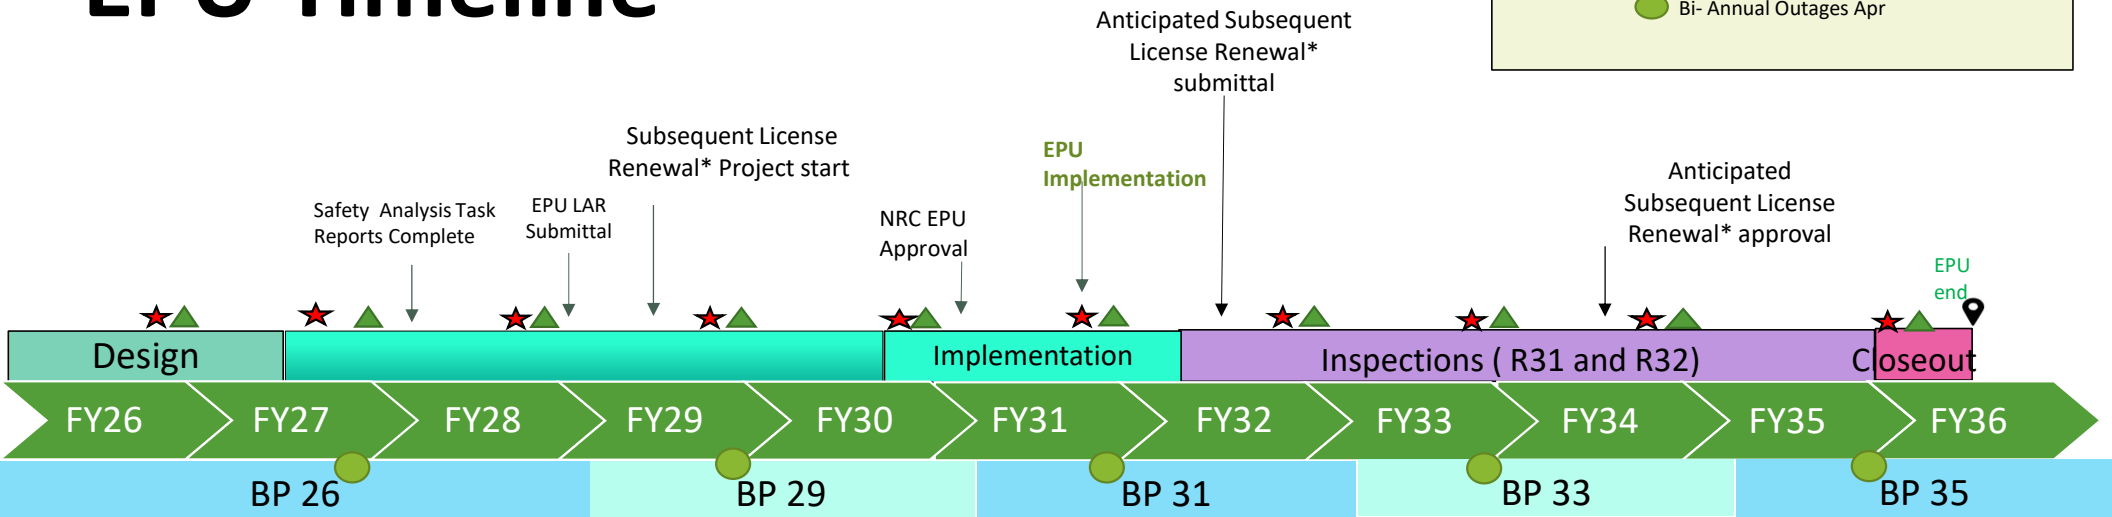 EPU Timeline
Bi- Annual Outages Apr
Anticipated Subsequent
License Renewal*
submittal
Subsequent License
Renewal* Project start
EPU
Implementation
Anticipated
Subsequent License
Renewal* approval
Safety Analysis Task
Reports Complete
EPU LAR
Submittal
NRC EPU
Approval
EPU
end
Design
Implementation
Inspections ( R31 and R32)
Closeout
FY26
FY27
FY28
FY29
FY30
FY31
FY32
FY33
FY34
FY35
FY36
BP 26
BP 29
BP 31
BP 33
BP 35